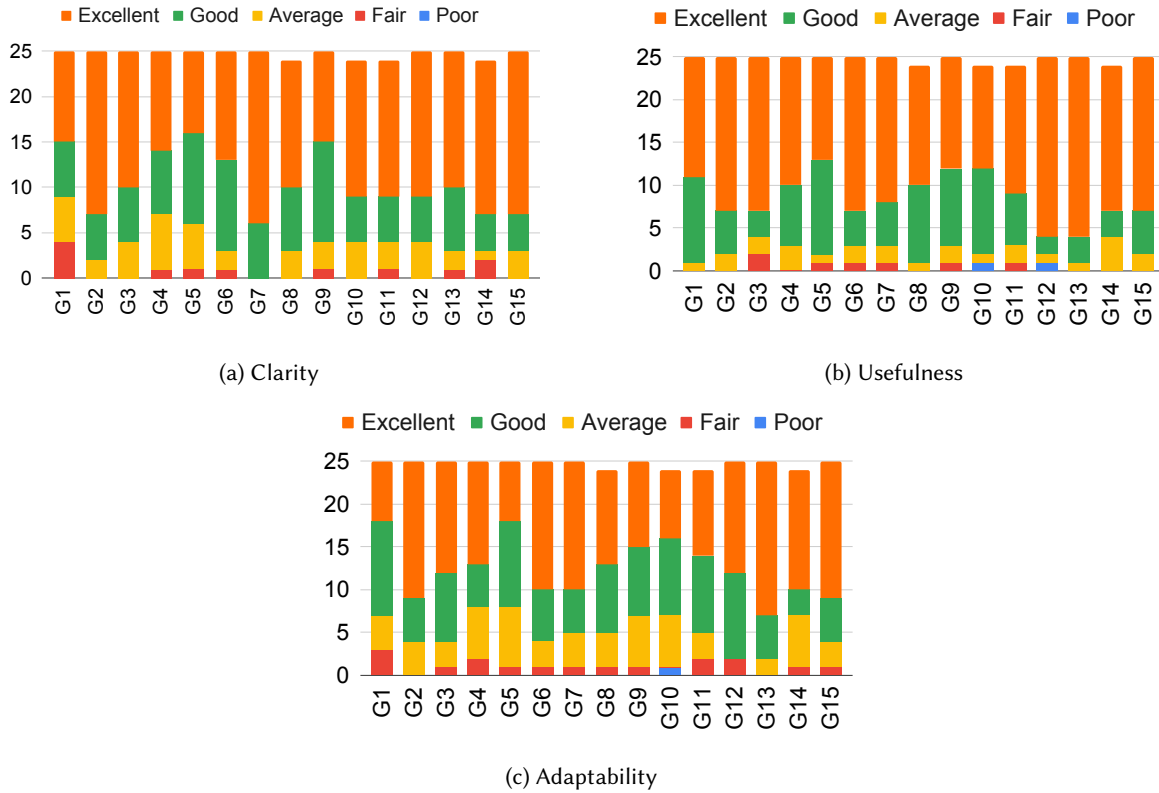 Excellent Good Average Fair Poor
25
20
15
10
5
0
G1 G2 G3 G4 G5 G6 G7 G8 G9 G10 G11 G12 G13 G14 G15
(a) Clarity
Excellent Good Average Fair Poor
25
20
15
10
5
0
G1 G2 G3 G4 G5 G6 G7 G8 G9 G10 G11 G12 G13 G14 G15
(b) Usefulness
Excellent Good Average Fair Poor
25
20
15
10
5
0
G1 G2 G3 G4 G5 G6 G7 G8 G9 G10 G11 G12 G13 G14 G15
(c) Adaptability